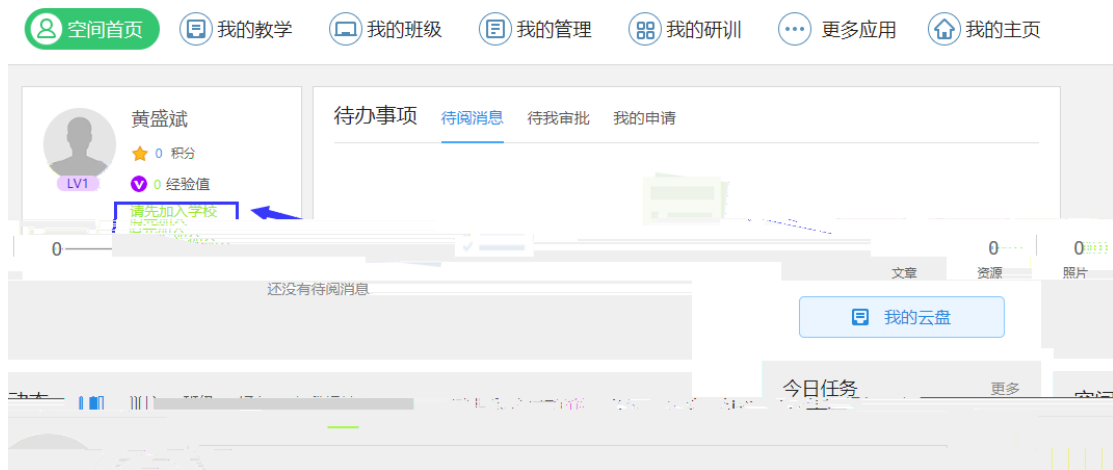 空间首页 我的教学 我的班级 我的管理 我的研训 更多应用 我的主页
黄盛斌
待办事项 待阅消息 待我审批 我的申请
0 积分
LV1
0 经验值
请先加入学校
0 0 0
文章 资源 照片
还没有待阅消息
我的云盘
今日任务 更多